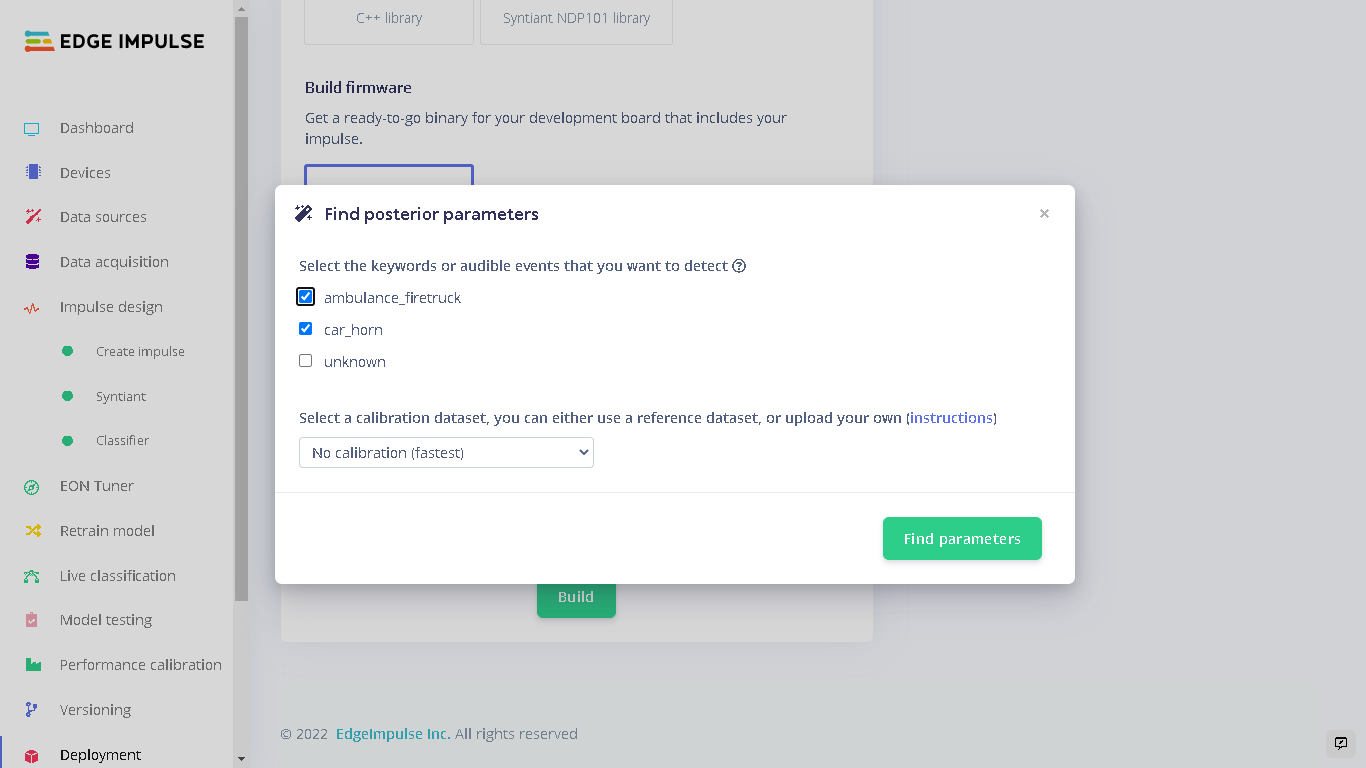 EDGE IMPULSE
Dashboard
Devices
Data sources
Data acquisition
Impulse design
Create impulse
Syntiant
Classifier
EON Tuner
Retrain model
Live classification
Model testing
Performance calibration
Versioning
Deployment
C++ library
Syntiant NDP101 library
Build firmware
Get a ready-to-go binary for your development board that includes your
impulse.
Find posterior parameters
×
Select the keywords or audible events that you want to detect
ambulance_firetruck
car_horn
unknown
Select a calibration dataset, you can either use a reference dataset, or upload your own (instructions)
No calibration (fastest)
Find parameters
Build
© 2022 EdgeImpulse Inc. All rights reserved